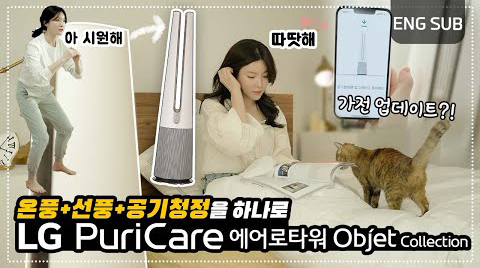 ENG SUB
아 시원해
따땃해
가전 업데이트?!
온풍+선풍+공기청정을 하나로
LG PuriCare 에어로타워 Objet Collection